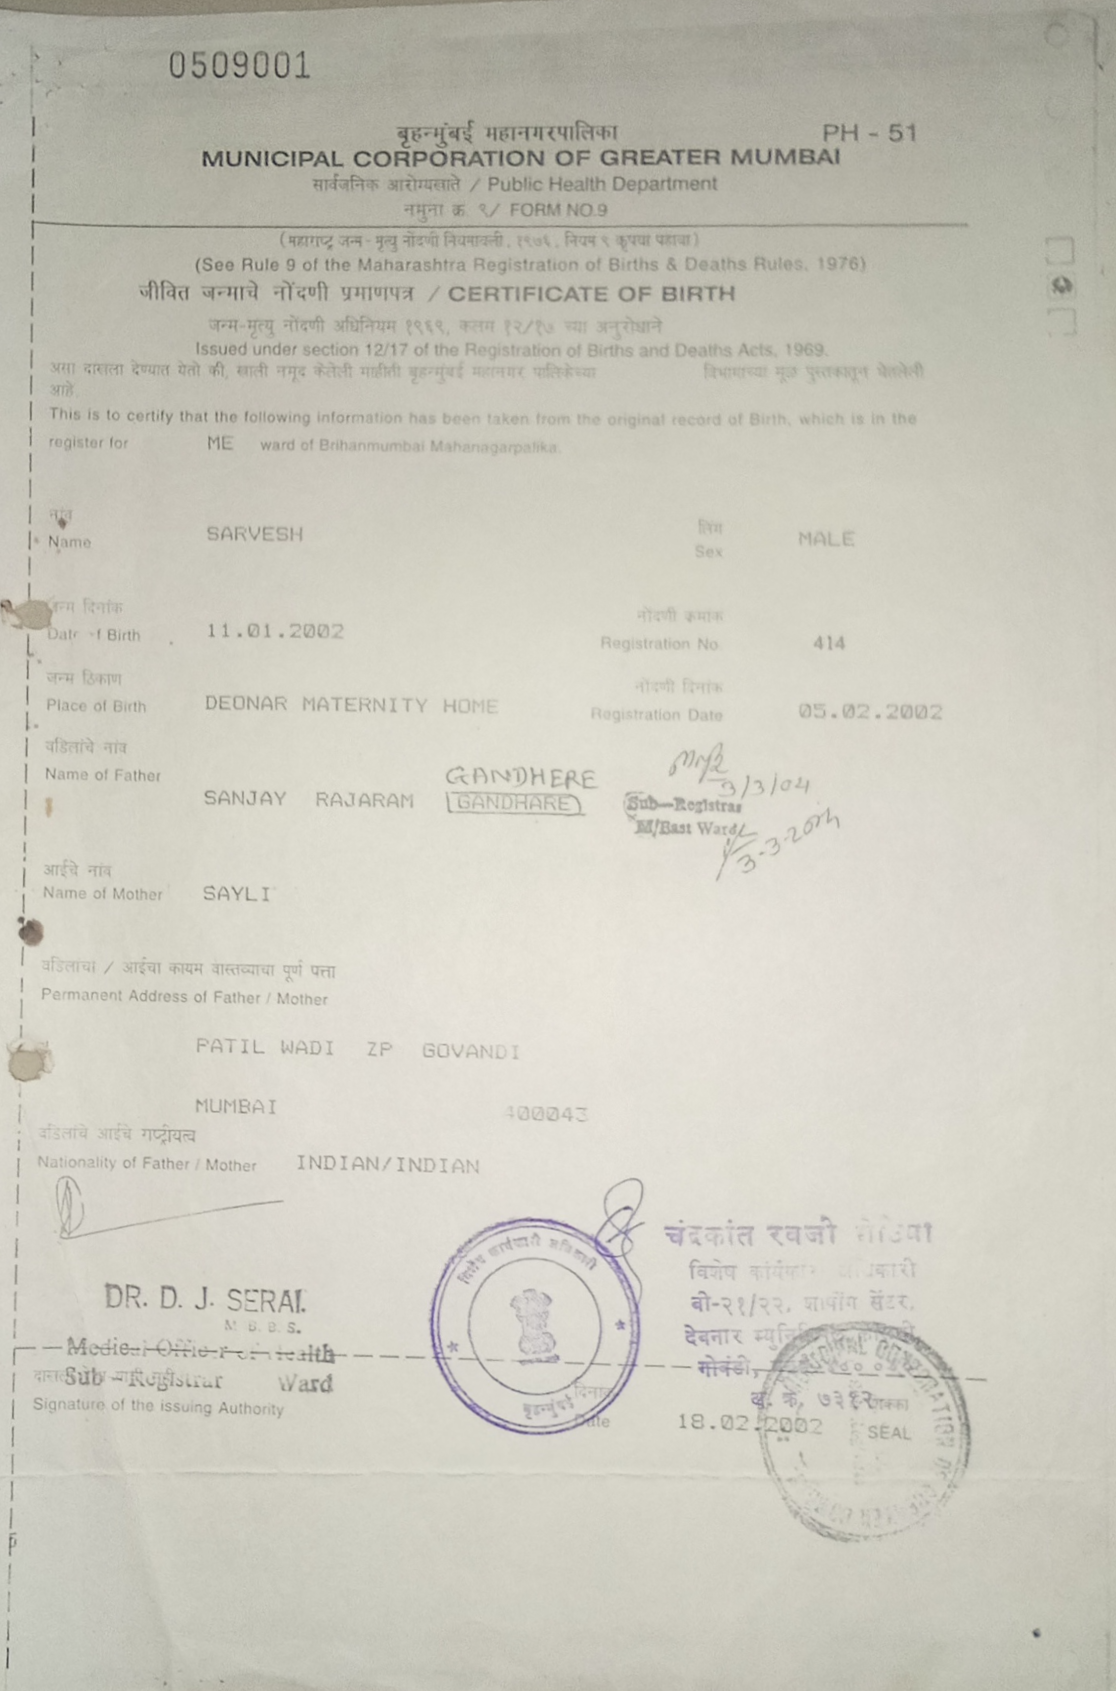 0509001
बृहन्मुंबई महानगरपालिका
PH - 51
MUNICIPAL CORPORATION OF GREATER MUMBAI
सार्वजनिक आरोग्यखाते / Public Health Department
नमुना क्र. ९/ FORM NO.9
(महाराष्ट्र जन्म - मृत्यु नोंदणी नियमावली, १९७६, नियम ९ कृपया पहावा)
(See Rule 9 of the Maharashtra Registration of Births & Deaths Rules, 1976)
जीवित जन्माचे नोंदणी प्रमाणपत्र / CERTIFICATE OF BIRTH
जन्म-मृत्यु नोंदणी अधिनियम १९६९, कलम १२/१७ च्या अनुरोधाने
Issued under section 12/17 of the Registration of Births and Deaths Acts, 1969.
असा दाखला देण्यात येतो की, खाली नमूद केलेली माहीती बृहन्मुंबई महानगर पालिकेच्या विभागाच्या मूळ पुस्तकातून घेतलेली
आहे.
This is to certify that the following information has been taken from the original record of Birth, which is in the
register for ME ward of Brihanmumbai Mahanagarpalika.
नांव
लिंग
Name SARVESH
Sex MALE
जन्म दिनांक
नोंदणी क्रमांक
Date of Birth 11.01.2002
Registration No. 414
जन्म ठिकाण
नोंदणी दिनांक
Place of Birth DEONAR MATERNITY HOME
Registration Date 05.02.2002
वडिलांचे नांव
Name of Father
GANDHERE
3/3/04
SANJAY RAJARAM (GANDHARE)
Sub-Registrar
M/East Ward
3-3-2004
आईचे नांव
Name of Mother SAYLI
वडिलांचा / आईचा कायम वास्तव्याचा पूर्ण पत्ता
Permanent Address of Father / Mother
PATIL WADI ZP GOVANDI
MUMBAI 400043
वडिलांचे आईचे राष्ट्रीयत्व
Nationality of Father / Mother INDIAN/INDIAN
विशेष कार्यकारी अधिकारी
बृहन्मुंबई
चंद्रकांत रवजी
विशेष कार्यकारी अधिकारी
बी-२१/२२, शापींग सेंटर,
देवनार
गोवंडी,
DR. D. J. SERAI.
M. B. B. S.
Medical Officer of Health
Sub-Registrar Ward
Signature of the issuing Authority
दिनांक
Date 18.02.2002
SEAL
MUNICIPAL CORPORATION OF GREATER